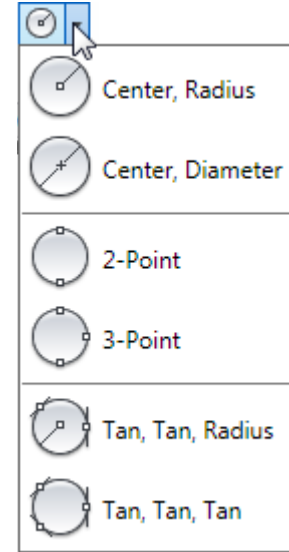 Center, Radius
Center, Diameter
2-Point
3-Point
Tan, Tan, Radius
Tan, Tan, Tan